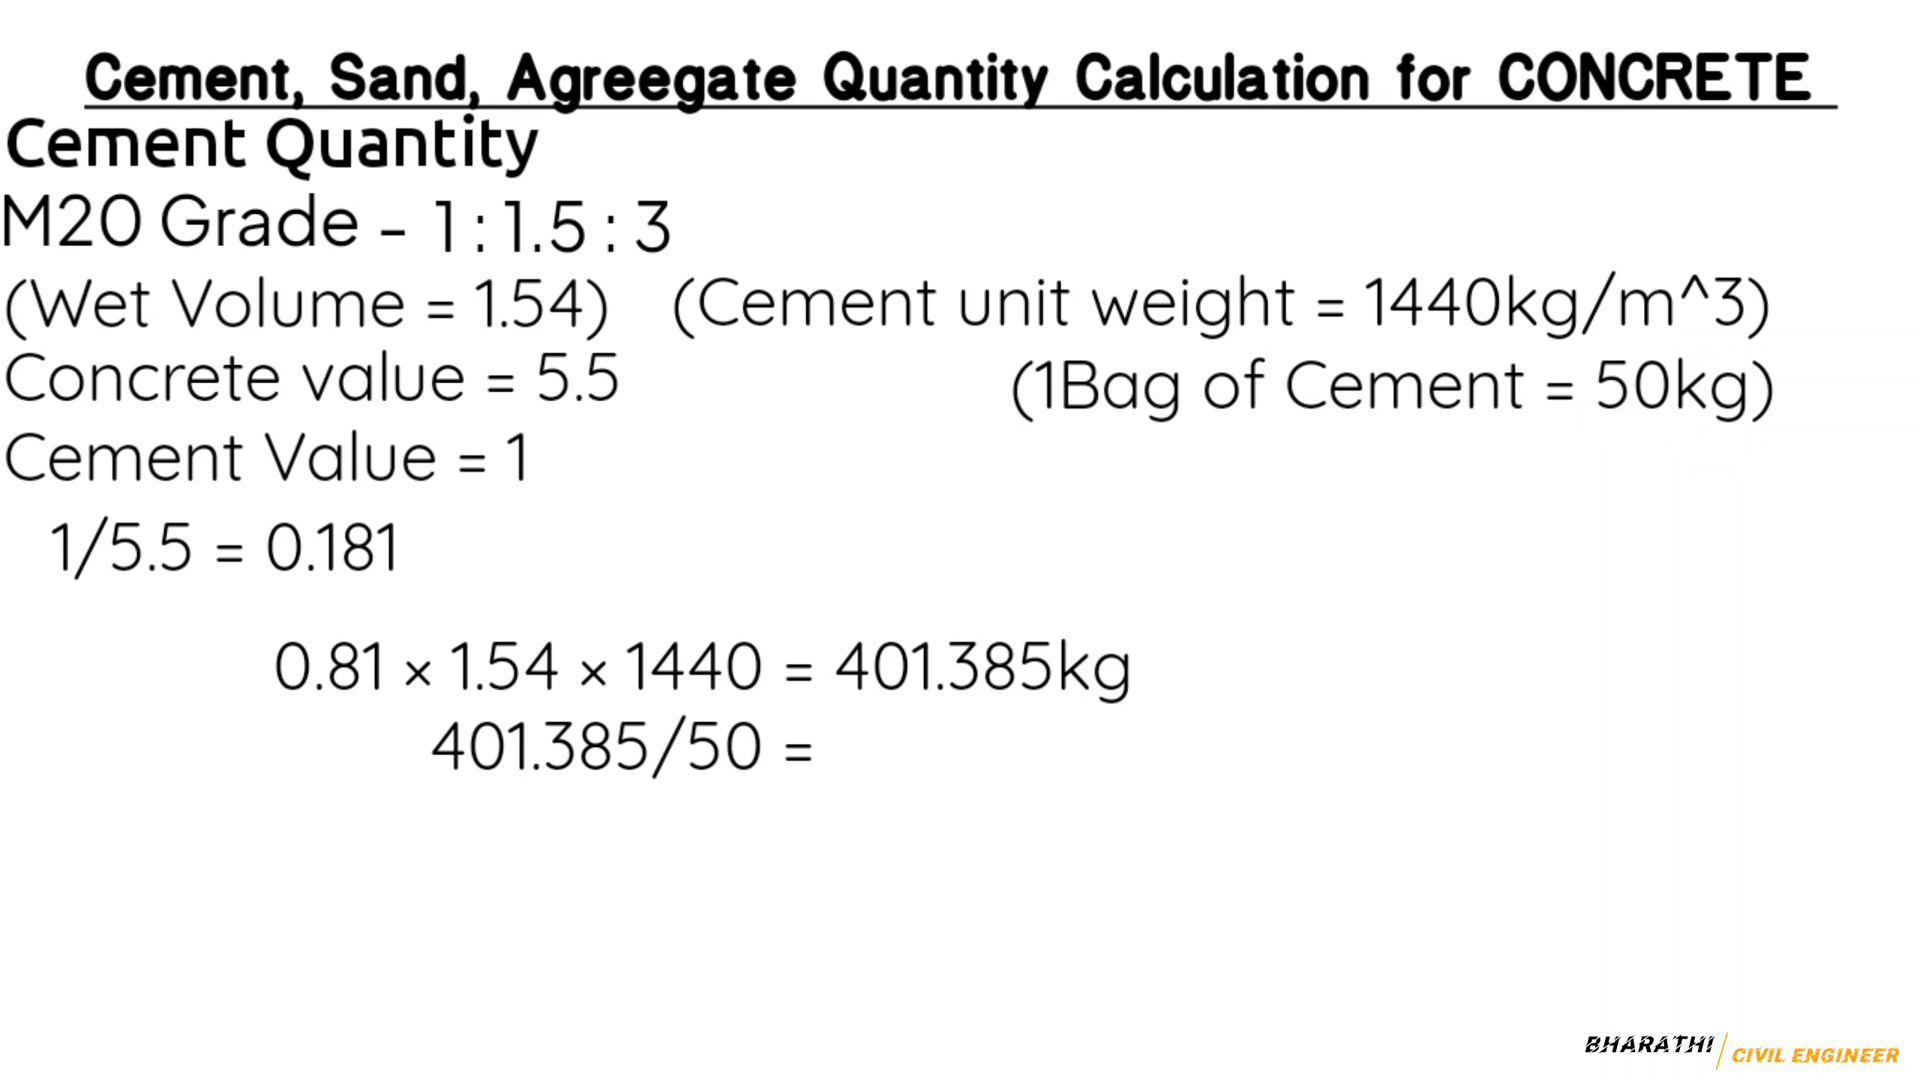 Cement, Sand, Agreegate Quantity Calculation for CONCRETE
Cement Quantity
M20 Grade - 1 : 1.5 : 3
(Wet Volume = 1.54) (Cement unit weight = 1440kg/m^3)
Concrete value = 5.5 (1Bag of Cement = 50kg)
Cement Value = 1
1/5.5 = 0.181
0.81 × 1.54 × 1440 = 401.385kg
401.385/50 =
BHARATHI / CIVIL ENGINEER